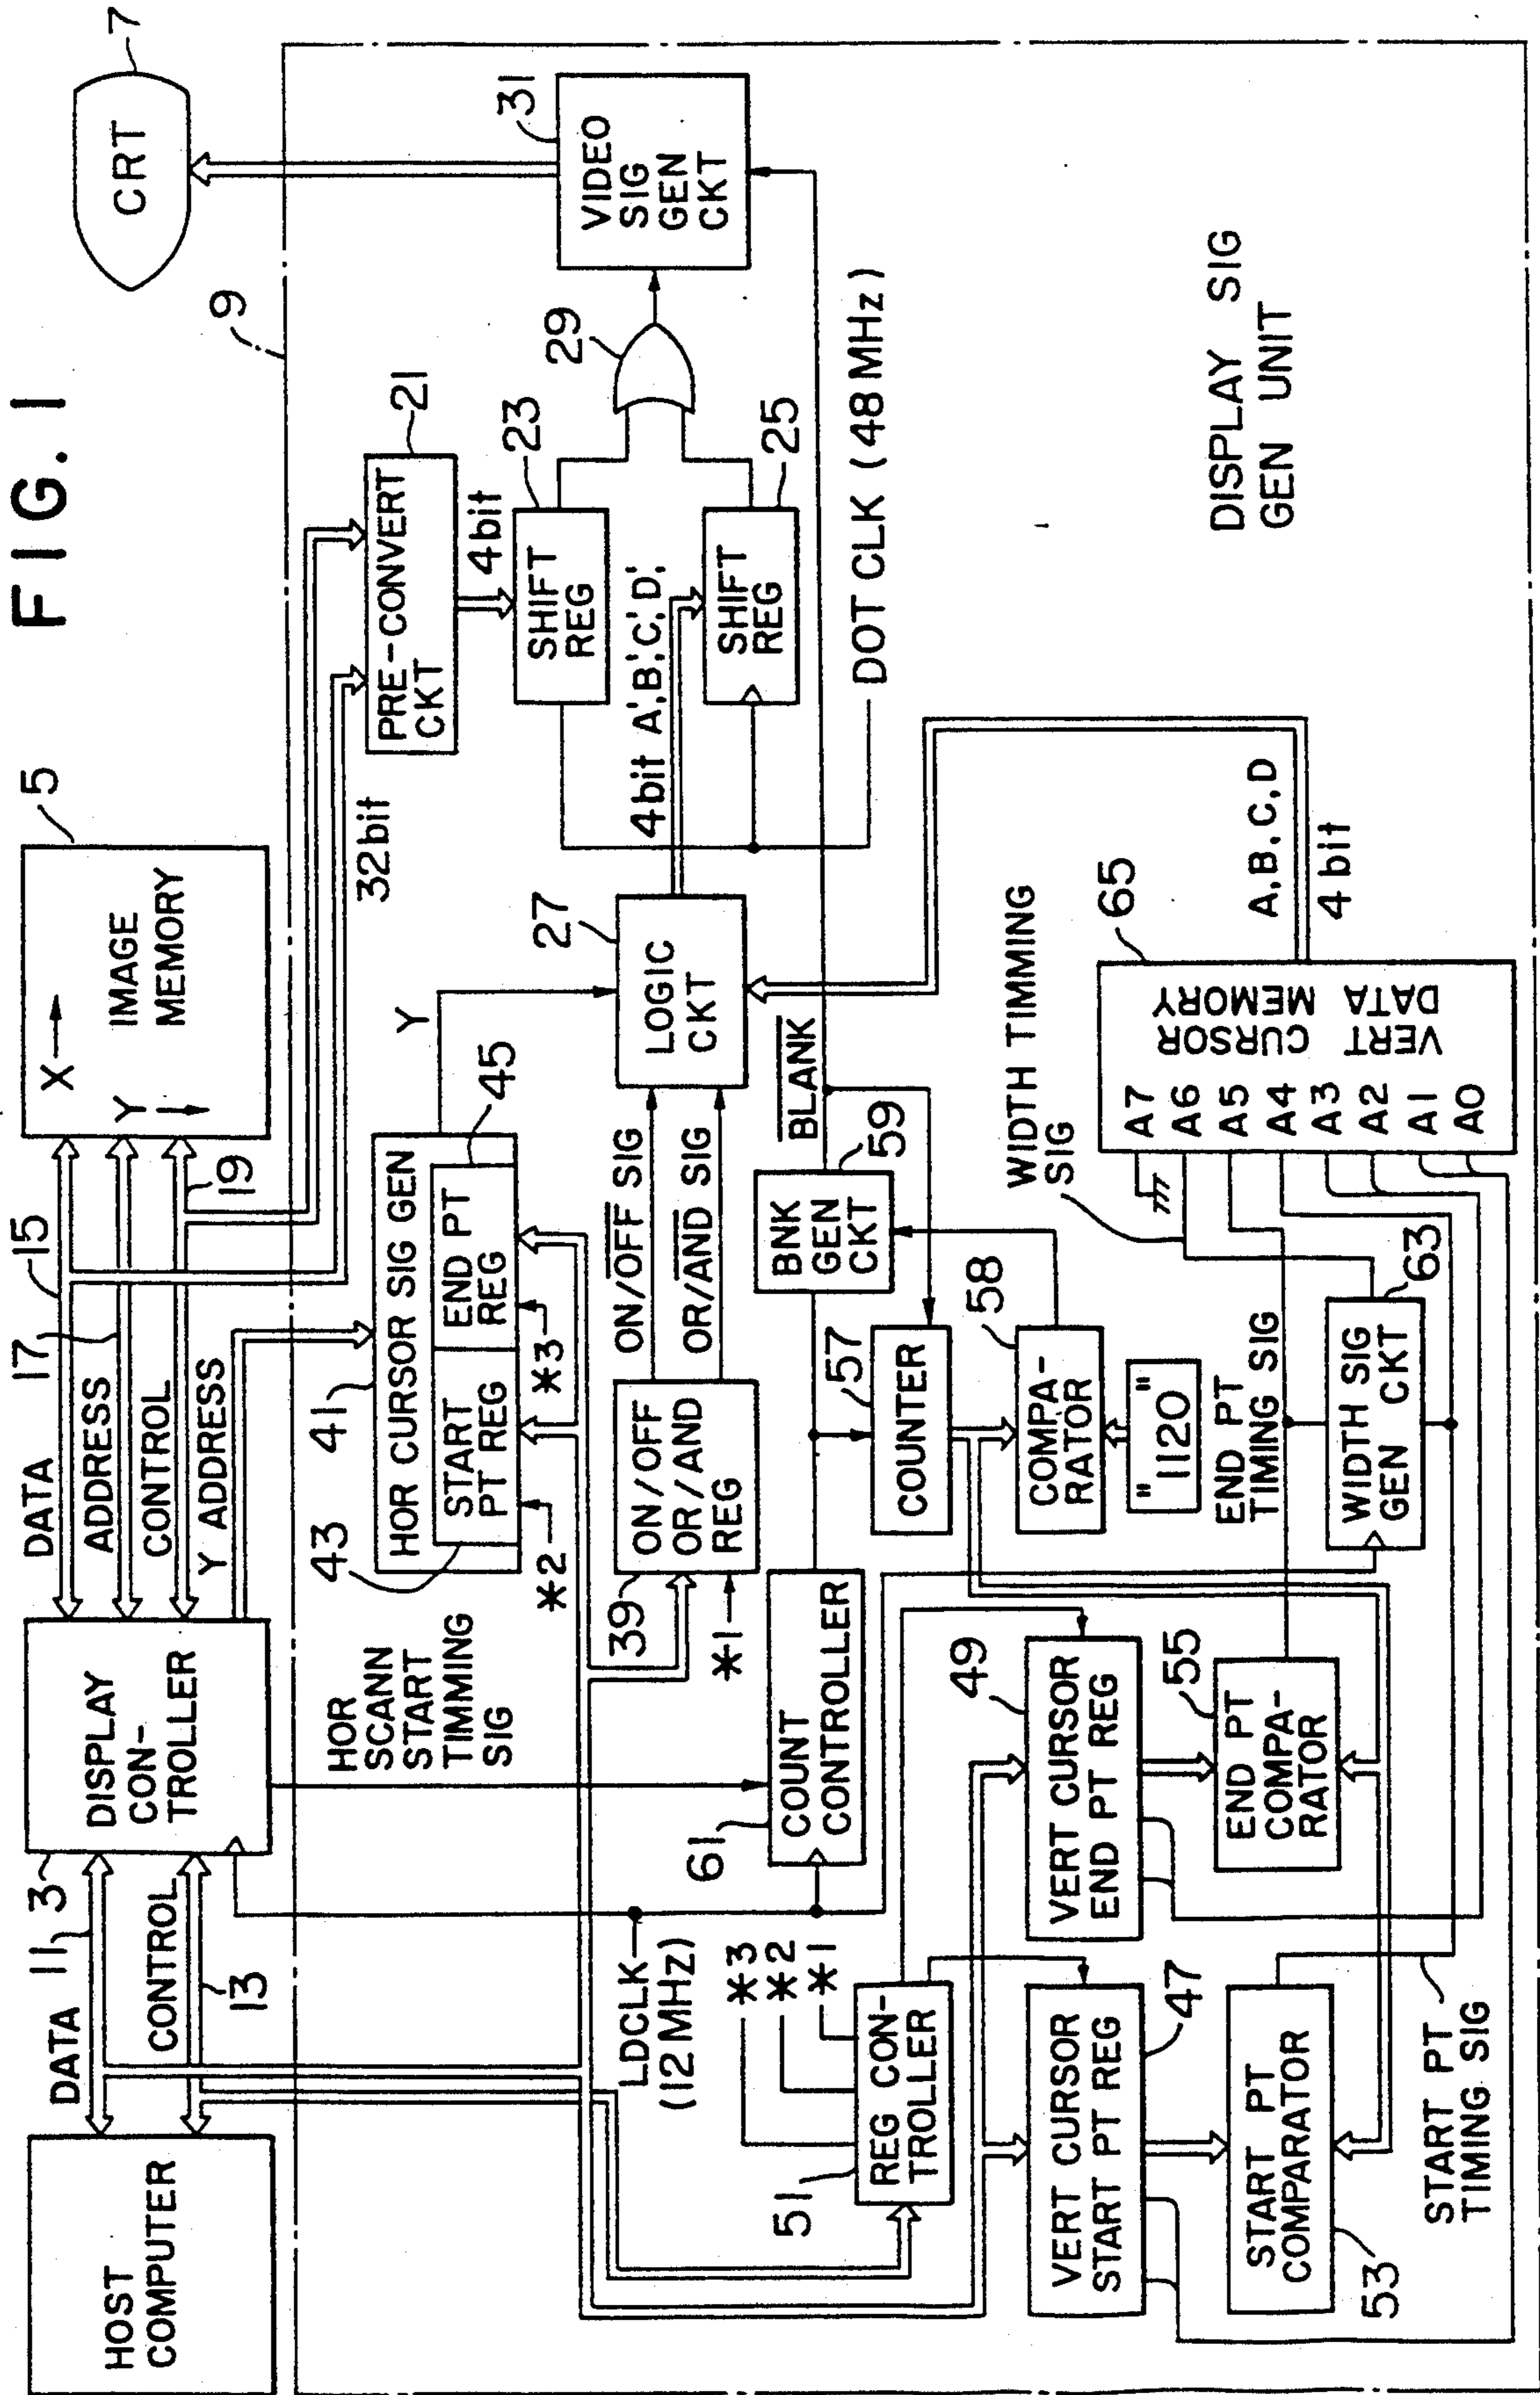 FIG. 1
HOST
COMPUTER
DATA
11
CONTROL
13
3
DISPLAY
CON-
TROLLER
DATA
15
17
ADDRESS
CONTROL
19
Y ADDRESS
5
X
Y
IMAGE
MEMORY
CRT
7
9
32bit
PRE-CONVERT
CKT
21
4bit
SHIFT
REG
23
4bit A',B',C',D',
SHIFT
REG
25
29
VIDEO
SIG
GEN
CKT
31
DOT CLK (48MHz)
HOR
SCANN
START
TIMMING
SIG
41
HOR CURSOR SIG GEN
43
START
PT REG
END PT
REG
45
*2
*3
Y
LOGIC
CKT
27
39
ON/OFF
OR/AND
REG
*1
ON/O̅F̅F̅ SIG
OR/A̅N̅D̅ SIG
LDCLK
(12MHz)
61
COUNT
CONTROLLER
57
COUNTER
BNK
GEN
CKT
59
B̅L̅A̅N̅K̅
58
COMPA-
RATOR
"1120"
*3
*2
*1
51
REG CON-
TROLLER
VERT CURSOR
START PT REG
47
VERT CURSOR
END PT REG
49
START PT
COMPARATOR
53
END PT
COMPA-
RATOR
55
START PT
TIMING SIG
END PT
TIMING SIG
WIDTH SIG
GEN CKT
63
WIDTH TIMMING
SIG
65
A7
A6
A5
A4
A3
A2
A1
A0
VERT CURSOR
DATA MEMORY
A,B,C,D
4bit
DISPLAY SIG
GEN UNIT